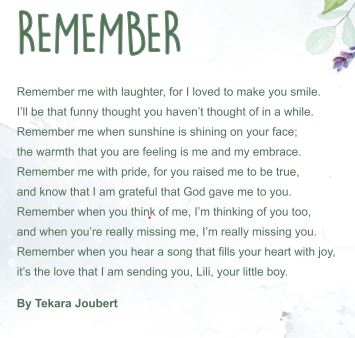 REMEMBER
Remember me with laughter, for I loved to make you smile.
I'll be that funny thought you haven't thought of in a while.
Remember me when sunshine is shining on your face;
the warmth that you are feeling is me and my embrace.
Remember me with pride, for you raised me to be true,
and know that I am grateful that God gave me to you.
Remember when you think of me, I'm thinking of you too,
and when you're really missing me, I'm really missing you.
Remember when you hear a song that fills your heart with joy,
it's the love that I am sending you, Lili, your little boy.
By Tekara Joubert